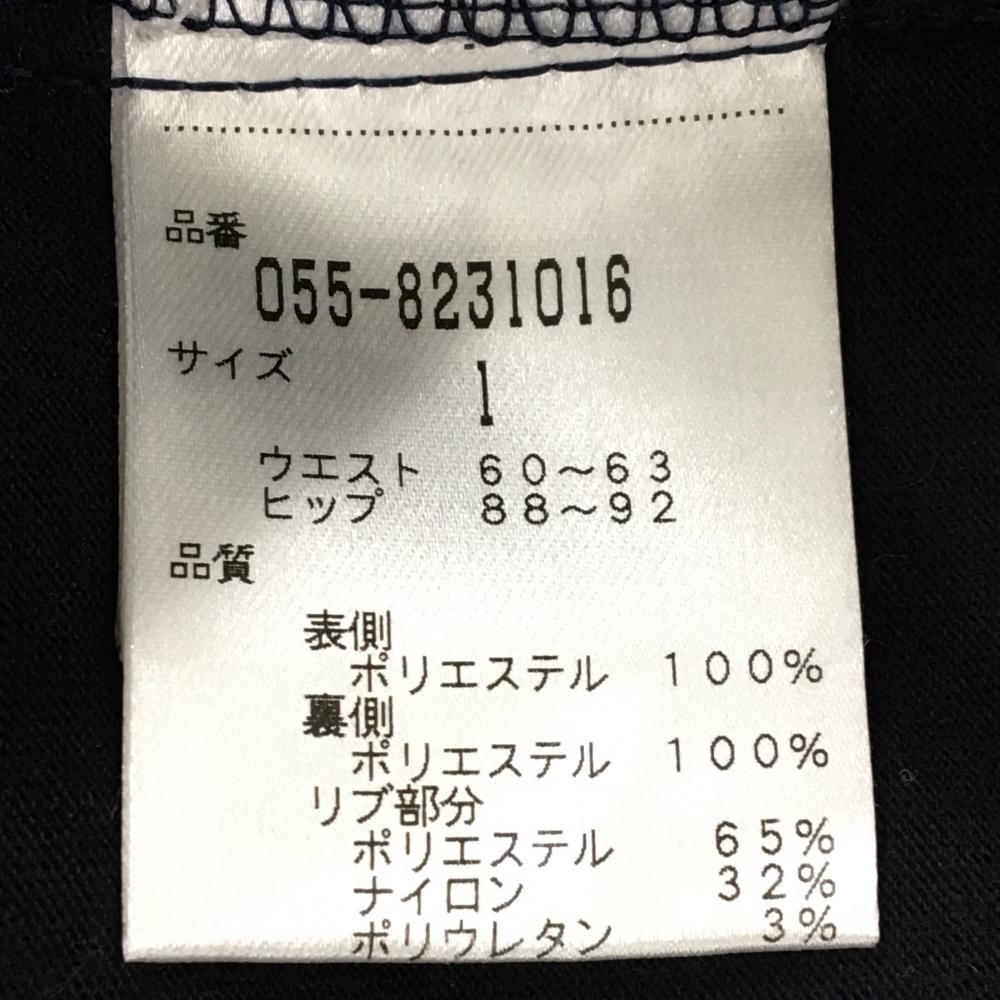 品番
055-8231016
サイズ
1
ウエスト 60～63
ヒップ 88～92
品質
表側
ポリエステル 100%
裏側
ポリエステル 100%
リブ部分
ポリエステル 65%
ナイロン 32%
ポリウレタン 3%